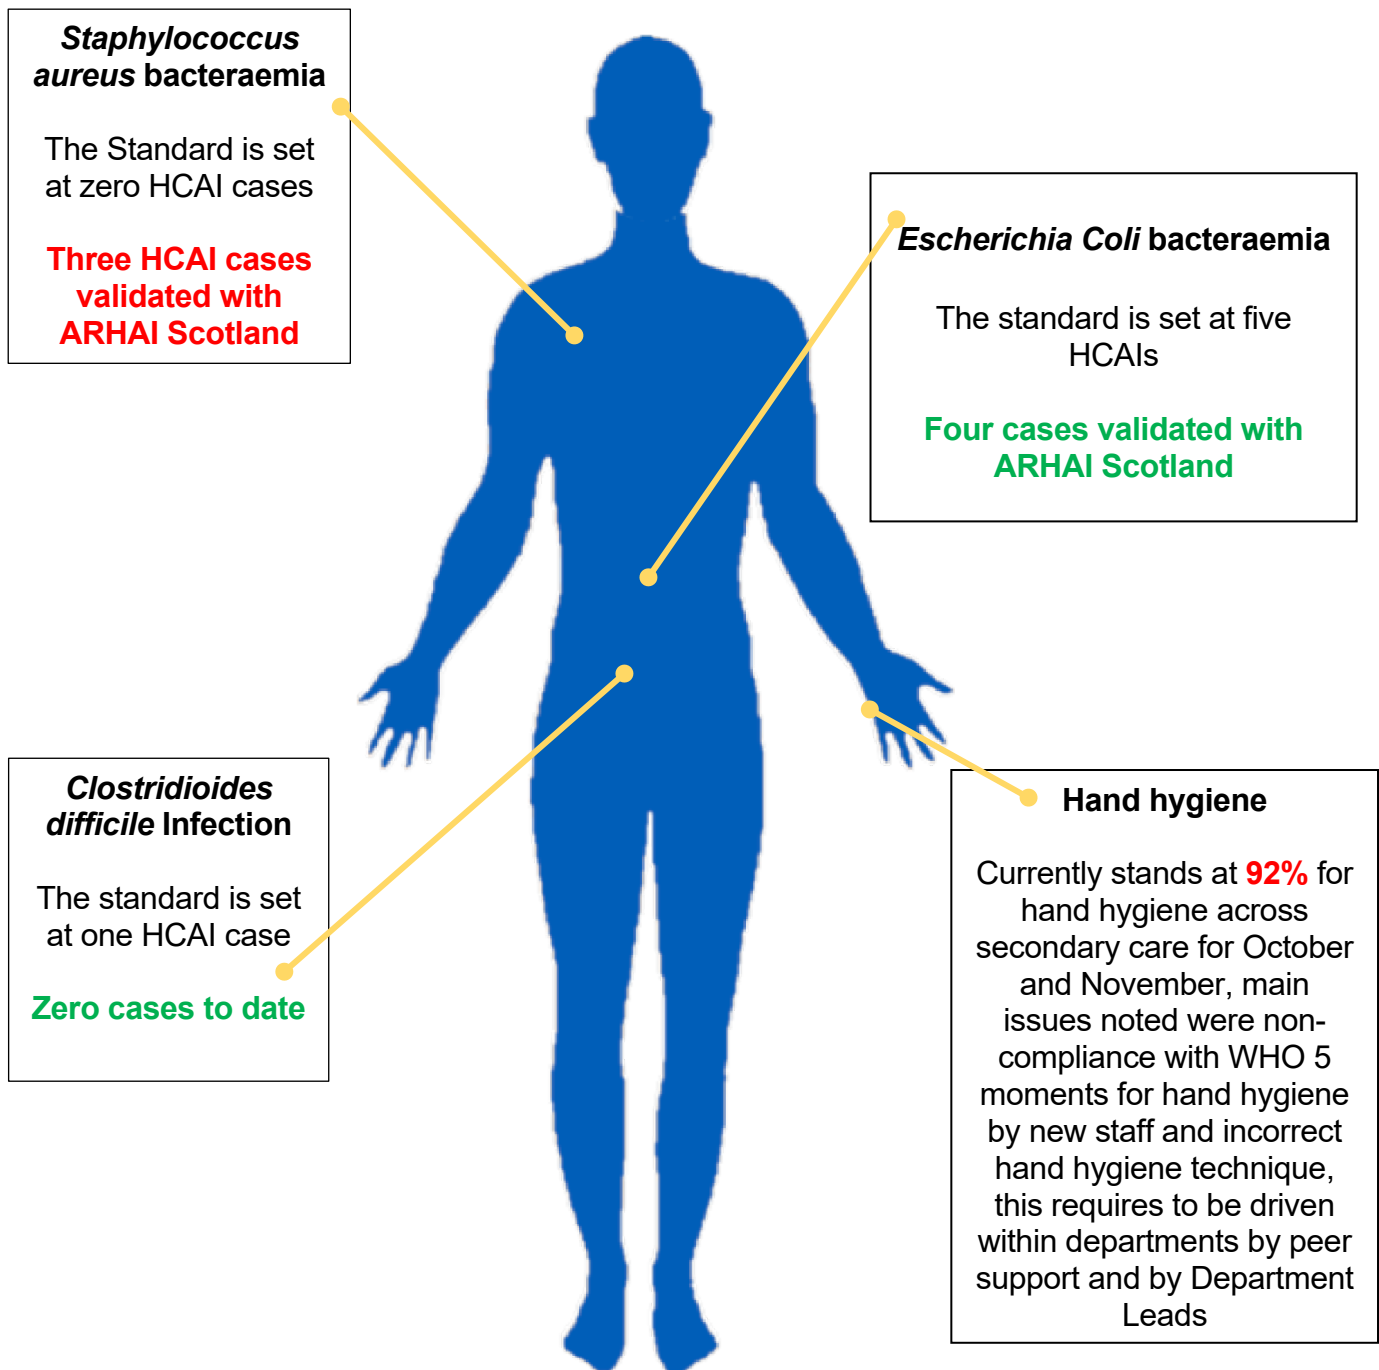 Staphylococcus
aureus bacteraemia
The Standard is set
at zero HCAI cases
Three HCAI cases
validated with
ARHAI Scotland
Escherichia Coli bacteraemia
The standard is set at five
HCAIs
Four cases validated with
ARHAI Scotland
Clostridioides
difficile Infection
The standard is set
at one HCAI case
Zero cases to date
Hand hygiene
Currently stands at 92% for
hand hygiene across
secondary care for October
and November, main
issues noted were non-
compliance with WHO 5
moments for hand hygiene
by new staff and incorrect
hand hygiene technique,
this requires to be driven
within departments by peer
support and by Department
Leads